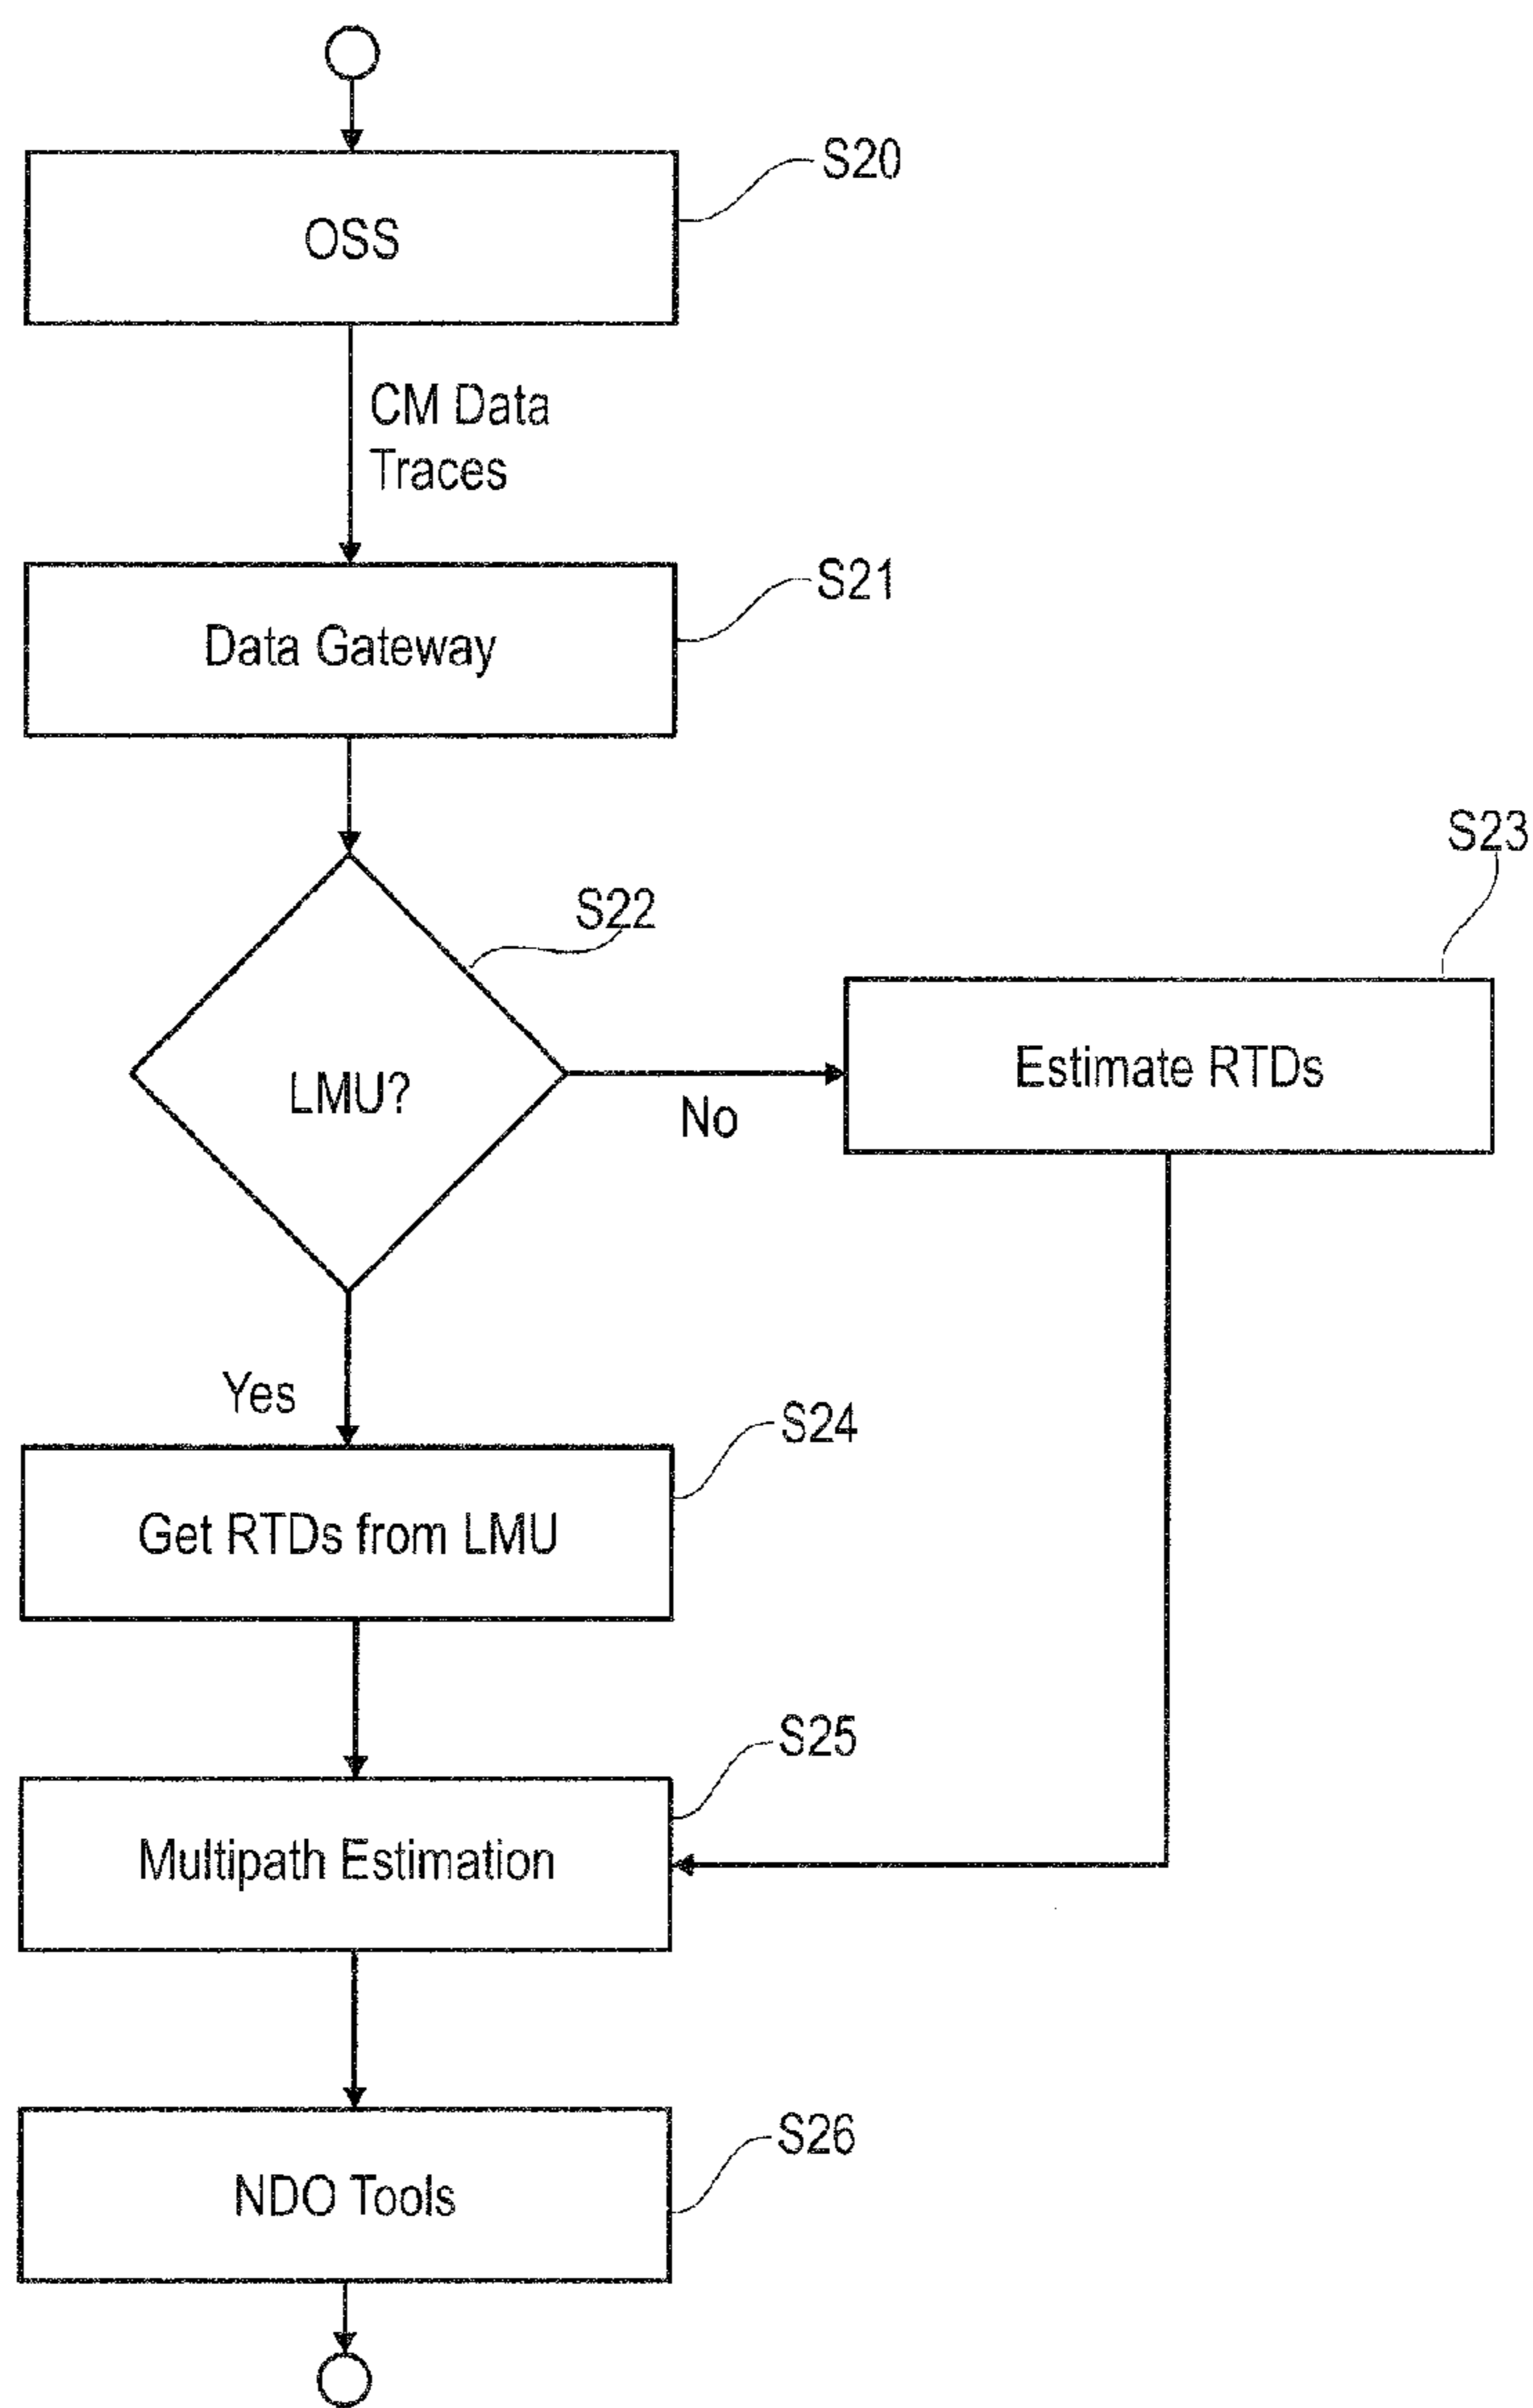 S20
OSS
CM Data
Traces
S21
Data Gateway
S22
S23
LMU?
Estimate RTDs
No
Yes
S24
Get RTDs from LMU
S25
Multipath Estimation
S26
NDO Tools